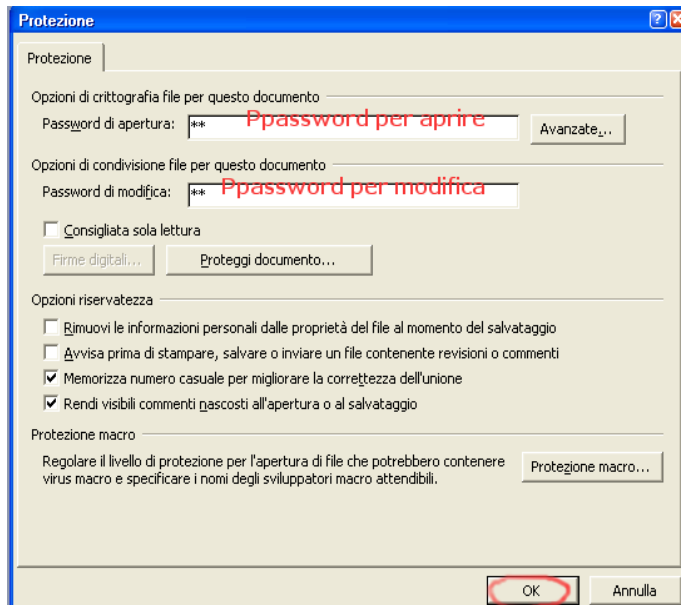 Protezione
Protezione
Opzioni di crittografia file per questo documento
Password di apertura: ** Ppassword per aprire Avanzate...
Opzioni di condivisione file per questo documento
Password di modifica: ** Ppassword per modifica
Consigliata sola lettura
Firme digitali... Proteggi documento...
Opzioni riservatezza
Rimuovi le informazioni personali dalle proprietà del file al momento del salvataggio
Avvisa prima di stampare, salvare o inviare un file contenente revisioni o commenti
Memorizza numero casuale per migliorare la correttezza dell'unione
Rendi visibili commenti nascosti all'apertura o al salvataggio
Protezione macro
Regolare il livello di protezione per l'apertura di file che potrebbero contenere
virus macro e specificare i nomi degli sviluppatori macro attendibili.
Protezione macro...
OK Annulla